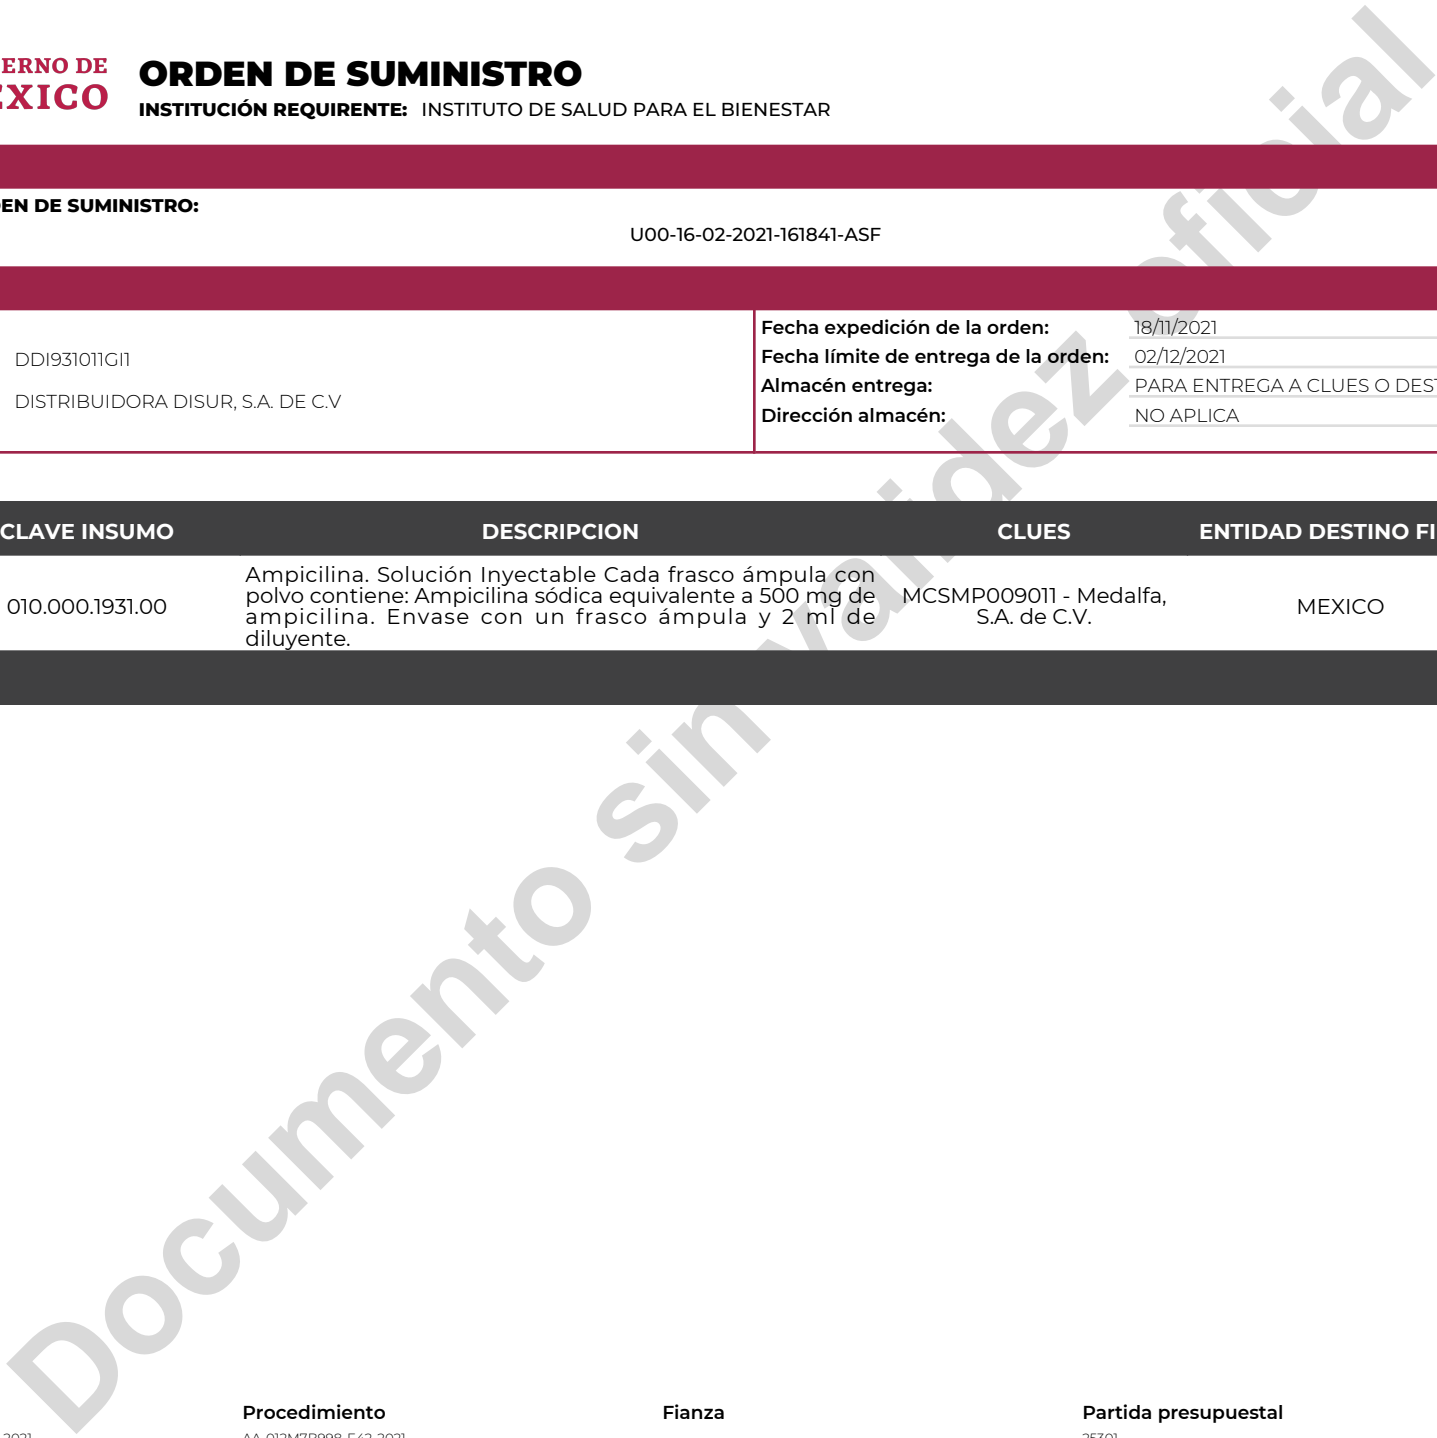 ERNO DE
ORDEN DE SUMINISTRO
INSTITUCIÓN REQUIRENTE: INSTITUTO DE SALUD PARA EL BIENESTAR
EN DE SUMINISTRO:
U00-16-02-2021-161841-ASF
DDI931011GI1
DISTRIBUIDORA DISUR, S.A. DE C.V
Fecha expedición de la orden: 18/11/2021
Fecha límite de entrega de la orden: 02/12/2021
Almacén entrega: PARA ENTREGA A CLUES O
Dirección almacén: NO APLICA
CLAVE INSUMO DESCRIPCION CLUES ENTIDAD DESTINO
010.000.1931.00
Ampicilina. Solución Inyectable Cada frasco ámpula con
polvo contiene: Ampicilina sódica equivalente a 500 mg de
ampicilina. Envase con un frasco ámpula y 2 ml de
diluyente.
MCSMP009011 - Medalfa,
S.A. de C.V.
MEXICO
Documento sin validez oficial
Procedimiento Fianza Partida presupuestal